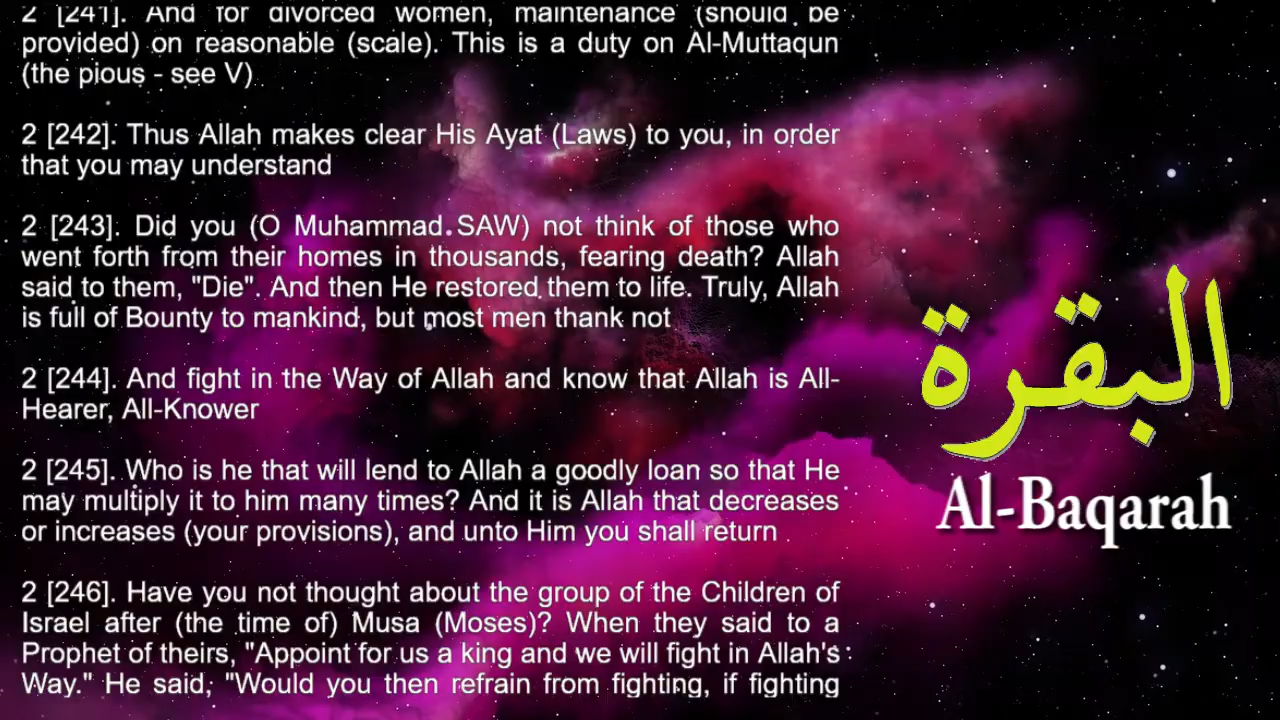 2 [241]. And for divorced women, maintenance (should be
provided) on reasonable (scale). This is a duty on Al-Muttaqun
(the pious - see V)
2 [242]. Thus Allah makes clear His Ayat (Laws) to you, in order
that you may understand
2 [243]. Did you (O Muhammad.SAW) not think of those who
went forth from their homes in thousands, fearing death? Allah
said to them, "Die". And then He restored them to life. Truly, Allah
is full of Bounty to mankind, but most men thank not
2 [244]. And fight in the Way of Allah and know that Allah is All-
Hearer, All-Knower
2 [245]. Who is he that will lend to Allah a goodly loan so that He
may multiply it to him many times? And it is Allah that decreases
or increases (your provisions), and unto Him you shall return
2 [246]. Have you not thought about the group of the Children of
Israel after (the time of) Musa (Moses)? When they said to a
Prophet of theirs, "Appoint for us a king and we will fight in Allah's
Way." He said, "Would you then refrain from fighting, if fighting
البقرة
Al-Baqarah